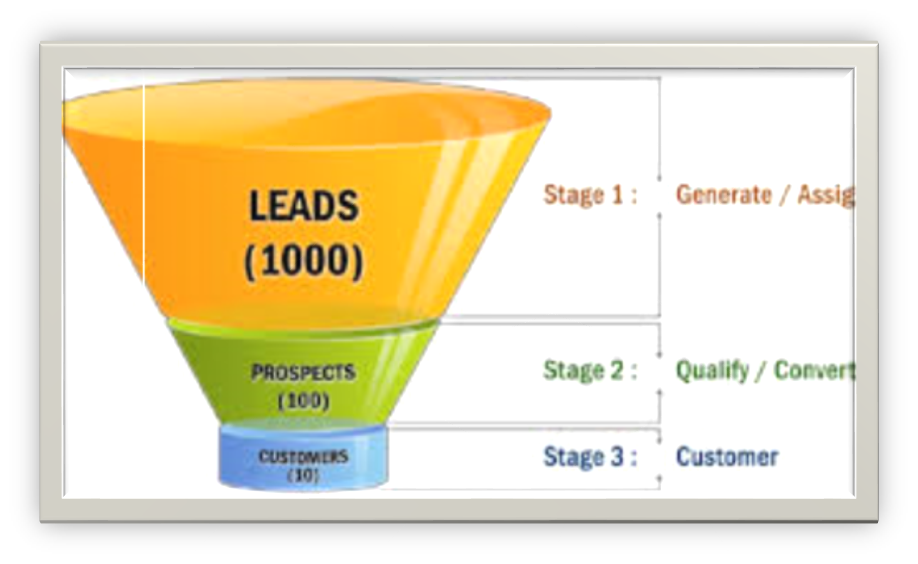 LEADS
(1000)
Stage 1 : Generate / Assig
PROSPECTS
(100)
Stage 2 : Qualify / Convert
CUSTOMERS
(10)
Stage 3 : Customer